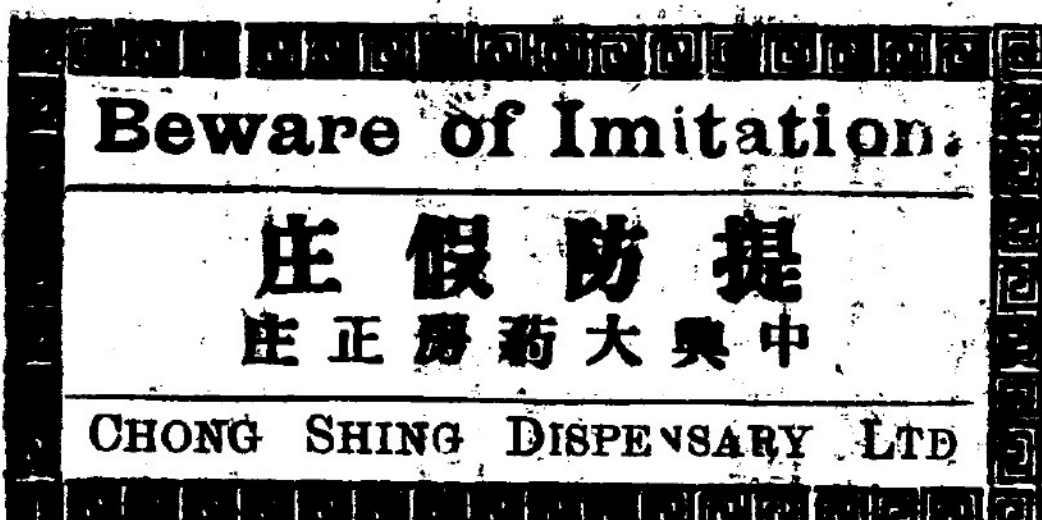 Beware of Imitation.
提防假庄
中興大葯房正庄
CHONG SHING DISPENSARY LTD